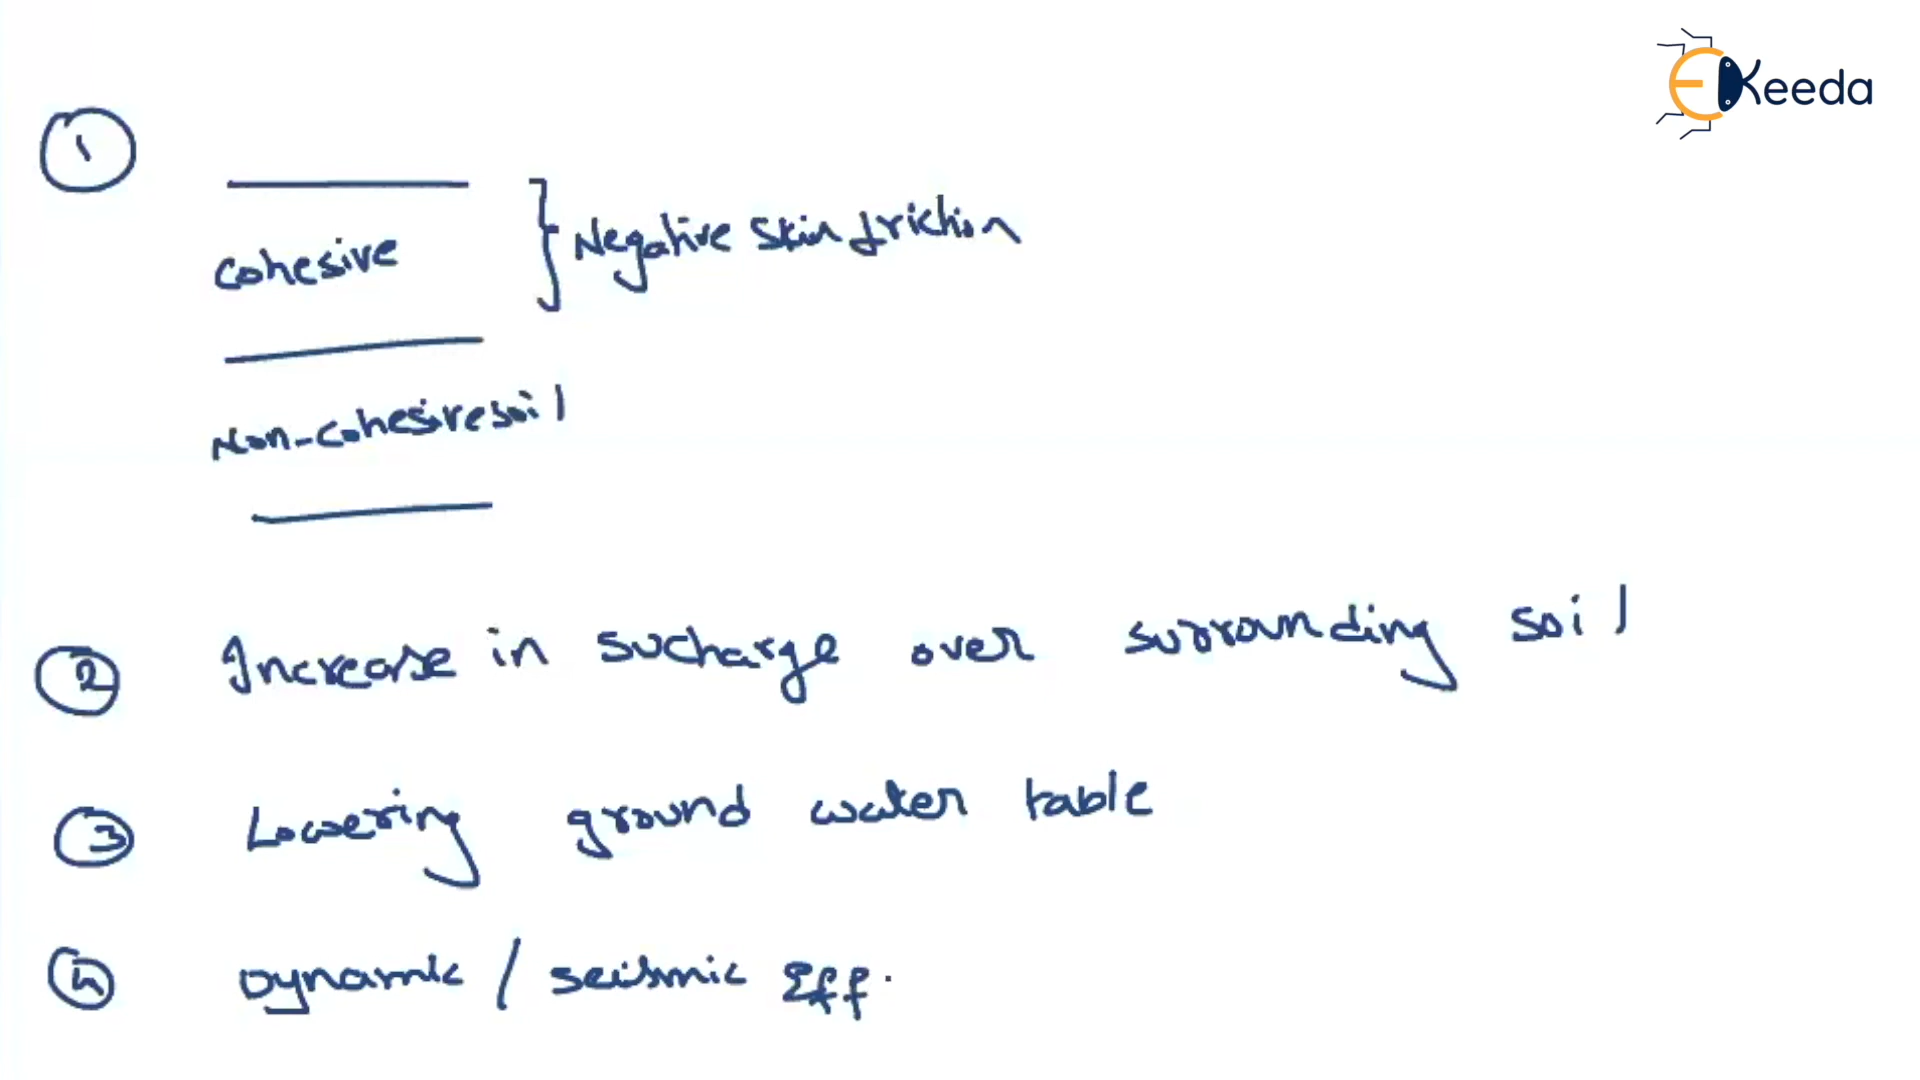 EKeeda
1
Cohesive } Negative skin friction
Non-cohesive soil
2 Increase in sucharge over surrounding soil
3 Lowering ground water table
4 Dynamic / seismic Eff.